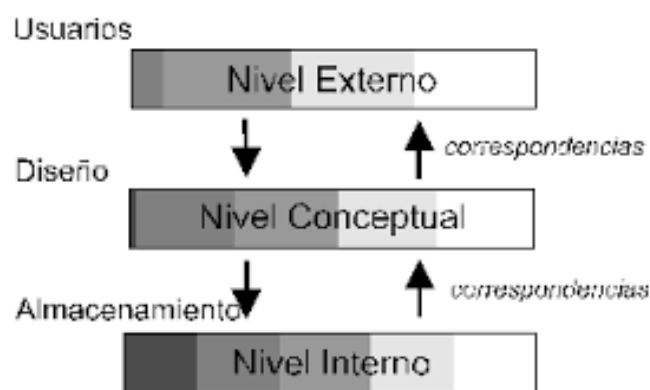 Usuarios
Nivel Externo
correspondencias
Diseño
Nivel Conceptual
correspondencias
Almacenamiento
Nivel Interno